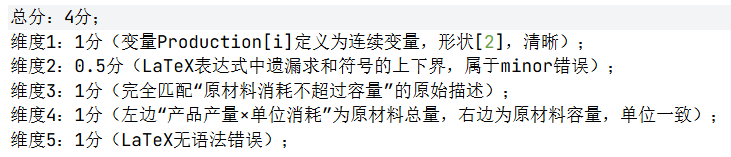 总分：4分；
维度1：1分（变量Production[i]定义为连续变量，形状[2]，清晰）；
维度2：0.5分（LaTeX表达式中遗漏求和符号的上下界，属于minor错误）；
维度3：1分（完全匹配“原材料消耗不超过容量”的原始描述）；
维度4：1分（左边“产品产量×单位消耗”为原材料总量，右边为原材料容量，单位一致）；
维度5：1分（LaTeX无语法错误）；